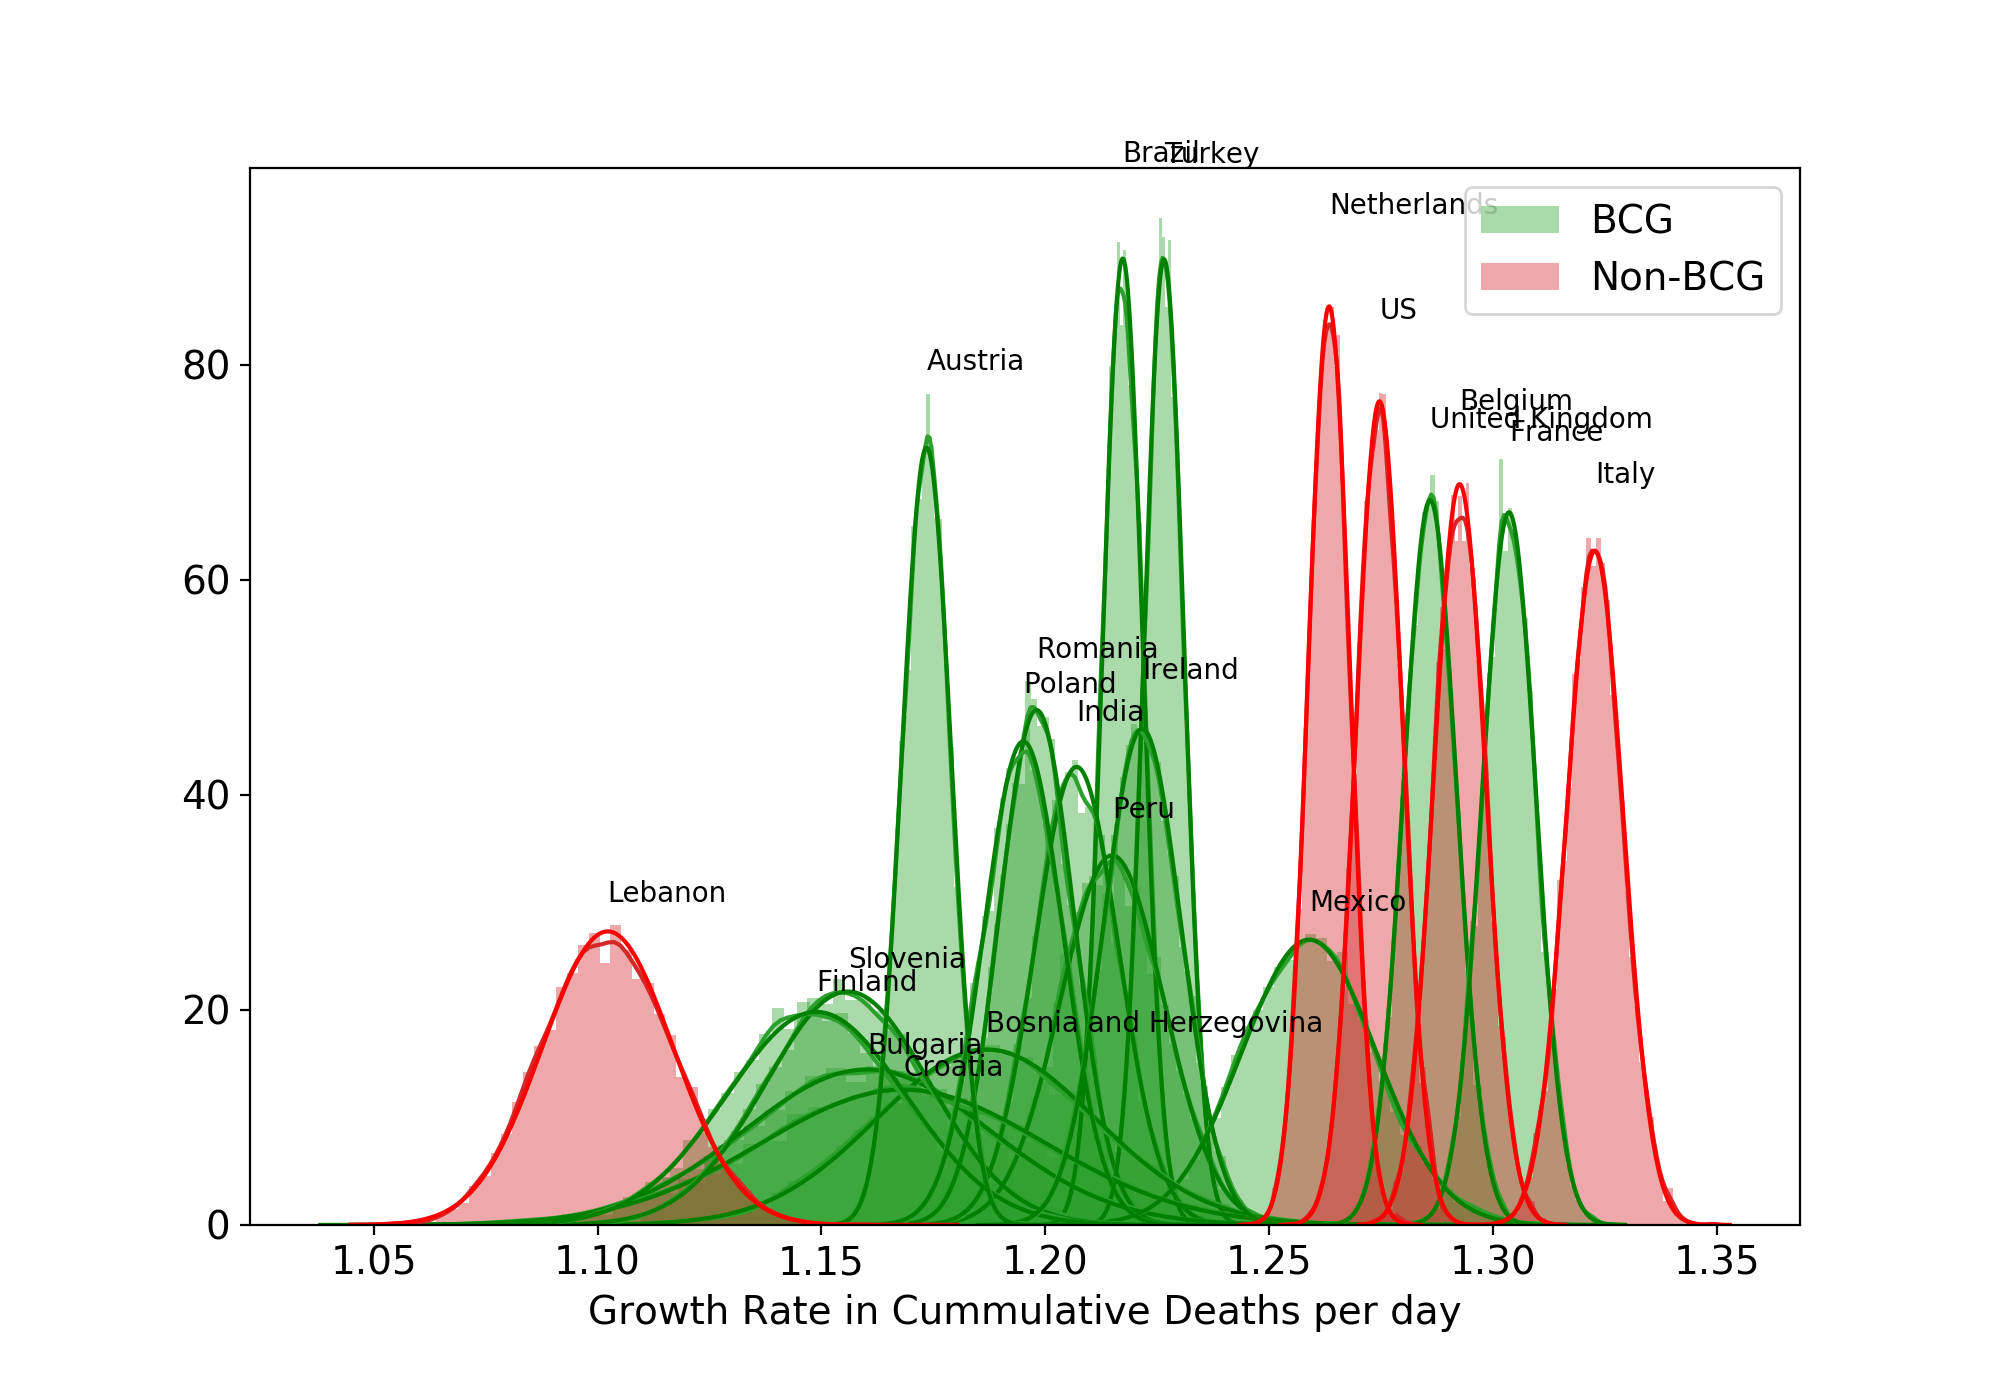 Brazil
Turkey
Netherlands
BCG
Non-BCG
US
Austria
Belgium
United Kingdom
France
Italy
Romania
Ireland
Poland
India
Peru
Lebanon
Mexico
Slovenia
Finland
Bosnia and Herzegovina
Bulgaria
Croatia
80
60
40
20
0
1.05 1.10 1.15 1.20 1.25 1.30 1.35
Growth Rate in Cummulative Deaths per day